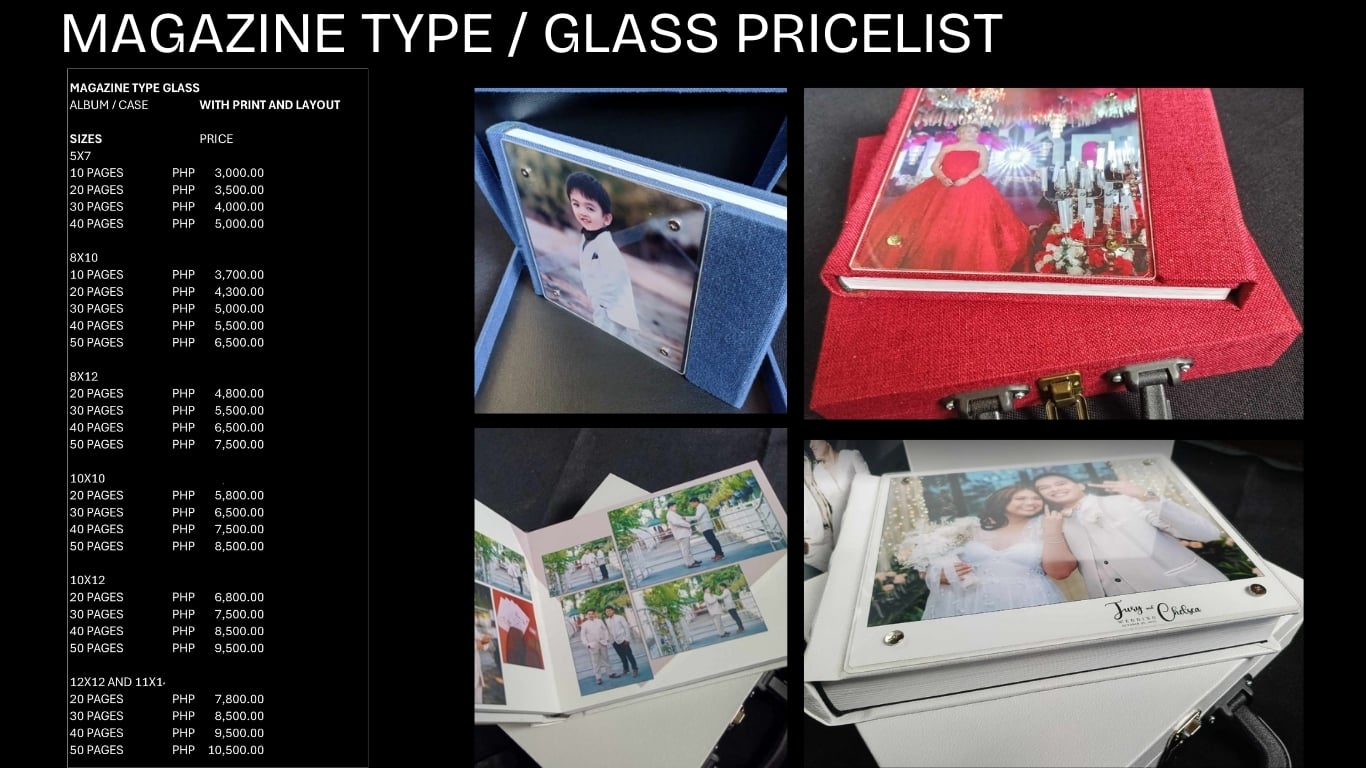 MAGAZINE TYPE / GLASS PRICELIST
MAGAZINE TYPE GLASS
ALBUM / CASE WITH PRINT AND LAYOUT
SIZES PRICE
5X7
10 PAGES PHP 3,000.00
20 PAGES PHP 3,500.00
30 PAGES PHP 4,000.00
40 PAGES PHP 5,000.00
8X10
10 PAGES PHP 3,700.00
20 PAGES PHP 4,300.00
30 PAGES PHP 5,000.00
40 PAGES PHP 5,500.00
50 PAGES PHP 6,500.00
8X12
20 PAGES PHP 4,800.00
30 PAGES PHP 5,500.00
40 PAGES PHP 6,500.00
50 PAGES PHP 7,500.00
10X10
20 PAGES PHP 5,800.00
30 PAGES PHP 6,500.00
40 PAGES PHP 7,500.00
50 PAGES PHP 8,500.00
10X12
20 PAGES PHP 6,800.00
30 PAGES PHP 7,500.00
40 PAGES PHP 8,500.00
50 PAGES PHP 9,500.00
12X12 AND 11X1
20 PAGES PHP 7,800.00
30 PAGES PHP 8,500.00
40 PAGES PHP 9,500.00
50 PAGES PHP 10,500.00
and Chelsea
WEDDING